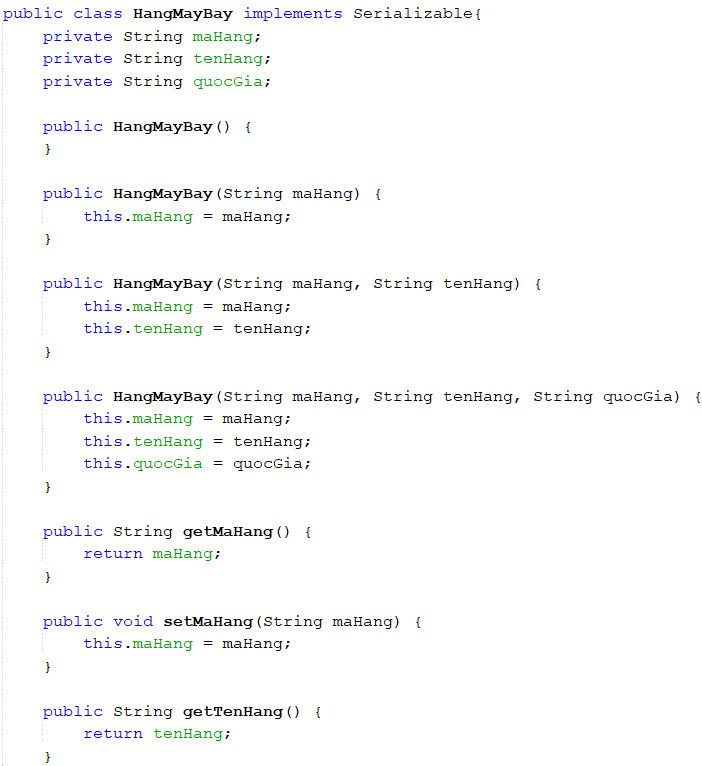 public class HangMayBay implements Serializable{
    private String maHang;
    private String tenHang;
    private String quocGia;

    public HangMayBay() {
    }

    public HangMayBay(String maHang) {
        this.maHang = maHang;
    }

    public HangMayBay(String maHang, String tenHang) {
        this.maHang = maHang;
        this.tenHang = tenHang;
    }

    public HangMayBay(String maHang, String tenHang, String quocGia) {
        this.maHang = maHang;
        this.tenHang = tenHang;
        this.quocGia = quocGia;
    }

    public String getMaHang() {
        return maHang;
    }

    public void setMaHang(String maHang) {
        this.maHang = maHang;
    }

    public String getTenHang() {
        return tenHang;
    }